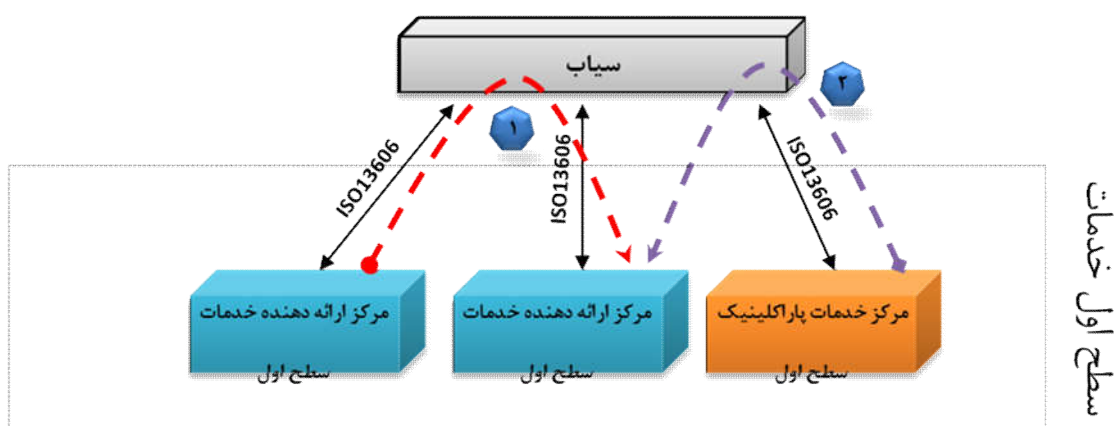 سیاب
۱
۲
ISO13606
ISO13606
ISO13606
مرکز ارائه دهنده خدمات
سطح اول
مرکز ارائه دهنده خدمات
سطح اول
مرکز خدمات پاراکلینیک
سطح اول
سطح اول خدمات